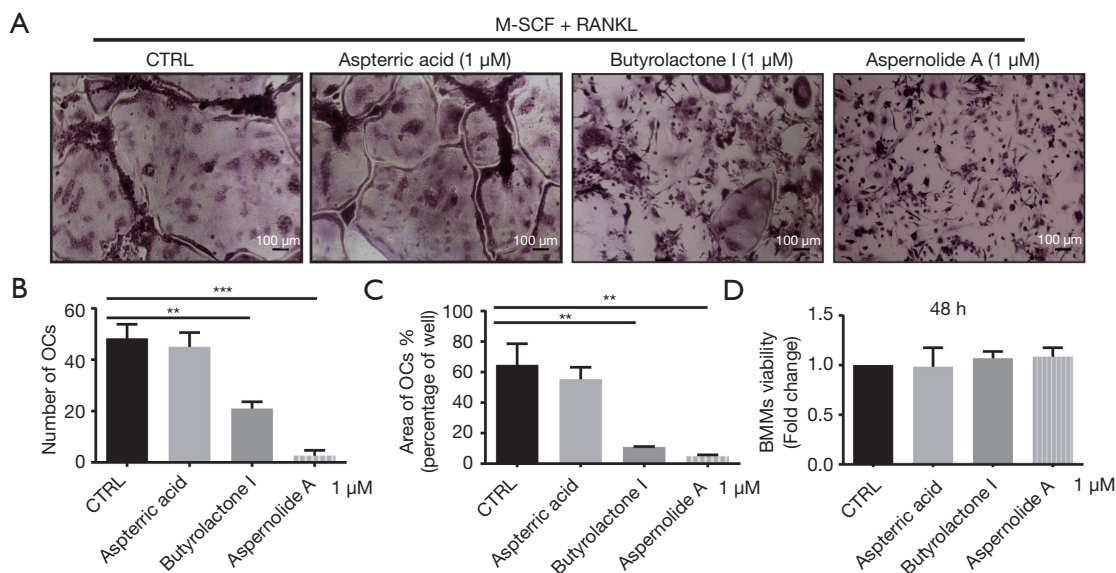 A
M-SCF + RANKL
CTRL
Aspterric acid (1 µM)
Butyrolactone I (1 µM)
Aspernolide A (1 µM)
100 µm
100 µm
100 µm
100 µm
B
***
**
Number of OCs
60
40
20
0
CTRL
Aspterric acid
Butyrolactone I
Aspernolide A
1 µM
C
**
**
Area of OCs %
(percentage of well)
100
80
60
40
20
0
CTRL
Aspterric acid
Butyrolactone I
Aspernolide A
D
48 h
BMMs viability
(Fold change)
1.5
1.0
0.5
0.0
CTRL
Aspterric acid
Butyrolactone I
Aspernolide A
1 µM